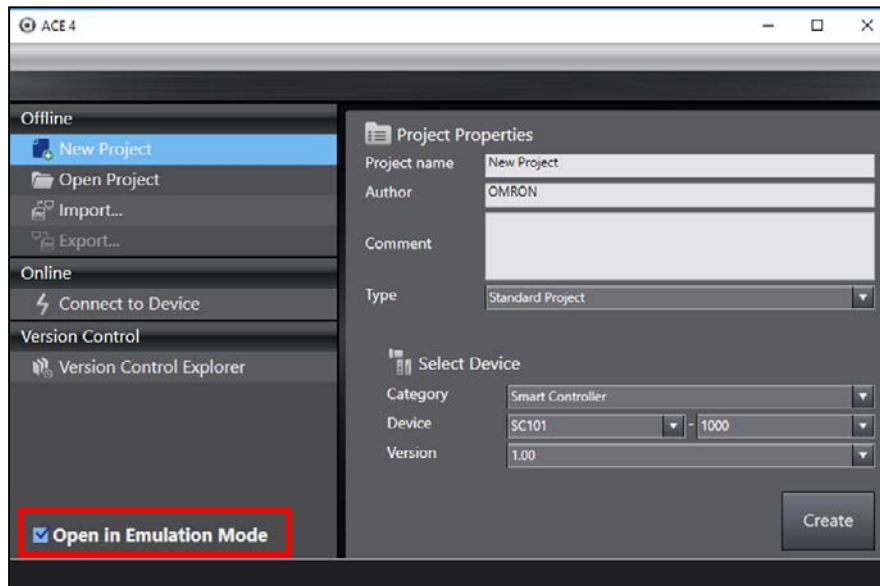 ACE 4
Offline
New Project
Open Project
Import...
Export...
Online
Connect to Device
Version Control
Version Control Explorer
Open in Emulation Mode
Project Properties
Project name New Project
Author OMRON
Comment
Type Standard Project
Select Device
Category Smart Controller
Device SC101 - 1000
Version 1.00
Create